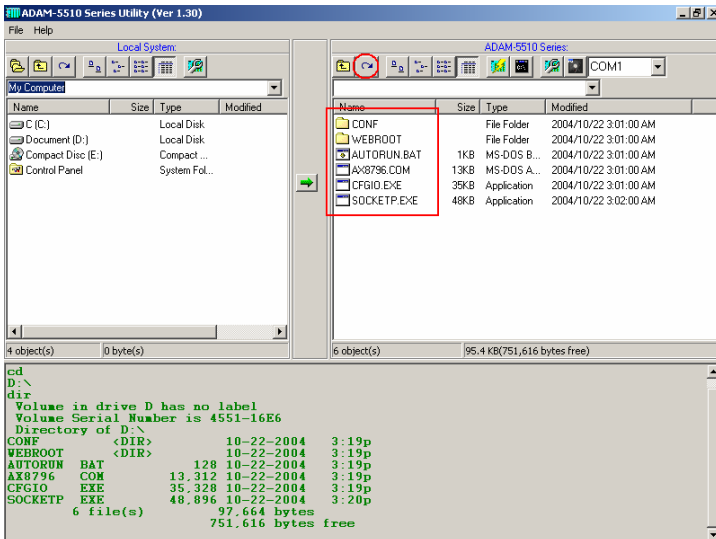 ADAM-5510 Series Utility (Ver 1.30)
File Help
Local System:
ADAM-5510 Series:
COM1
My Computer
Name Size Type Modified
C (C:) Local Disk
Document (D:) Local Disk
Compact Disc (E:) Compact ...
Control Panel System Fol...
Name Size Type Modified
CONF File Folder 2004/10/22 3:01:00 AM
WEBROOT File Folder 2004/10/22 3:01:00 AM
AUTORUN.BAT 1KB MS-DOS B... 2004/10/22 3:01:00 AM
AX8796.COM 13KB MS-DOS A... 2004/10/22 3:01:00 AM
CFGIO.EXE 35KB Application 2004/10/22 3:01:00 AM
SOCKETP.EXE 48KB Application 2004/10/22 3:02:00 AM
4 object(s) 0 byte(s)
6 object(s) 95.4 KB(751,616 bytes free)
cd
D:\
dir
Volume in drive D has no label
Volume Serial Number is 4551-16E6
Directory of D:\
CONF <DIR> 10-22-2004 3:19p
WEBROOT <DIR> 10-22-2004 3:19p
AUTORUN BAT 128 10-22-2004 3:19p
AX8796 COM 13,312 10-22-2004 3:19p
CFGIO EXE 35,328 10-22-2004 3:19p
SOCKETP EXE 48,896 10-22-2004 3:20p
6 file(s) 97,664 bytes
751,616 bytes free